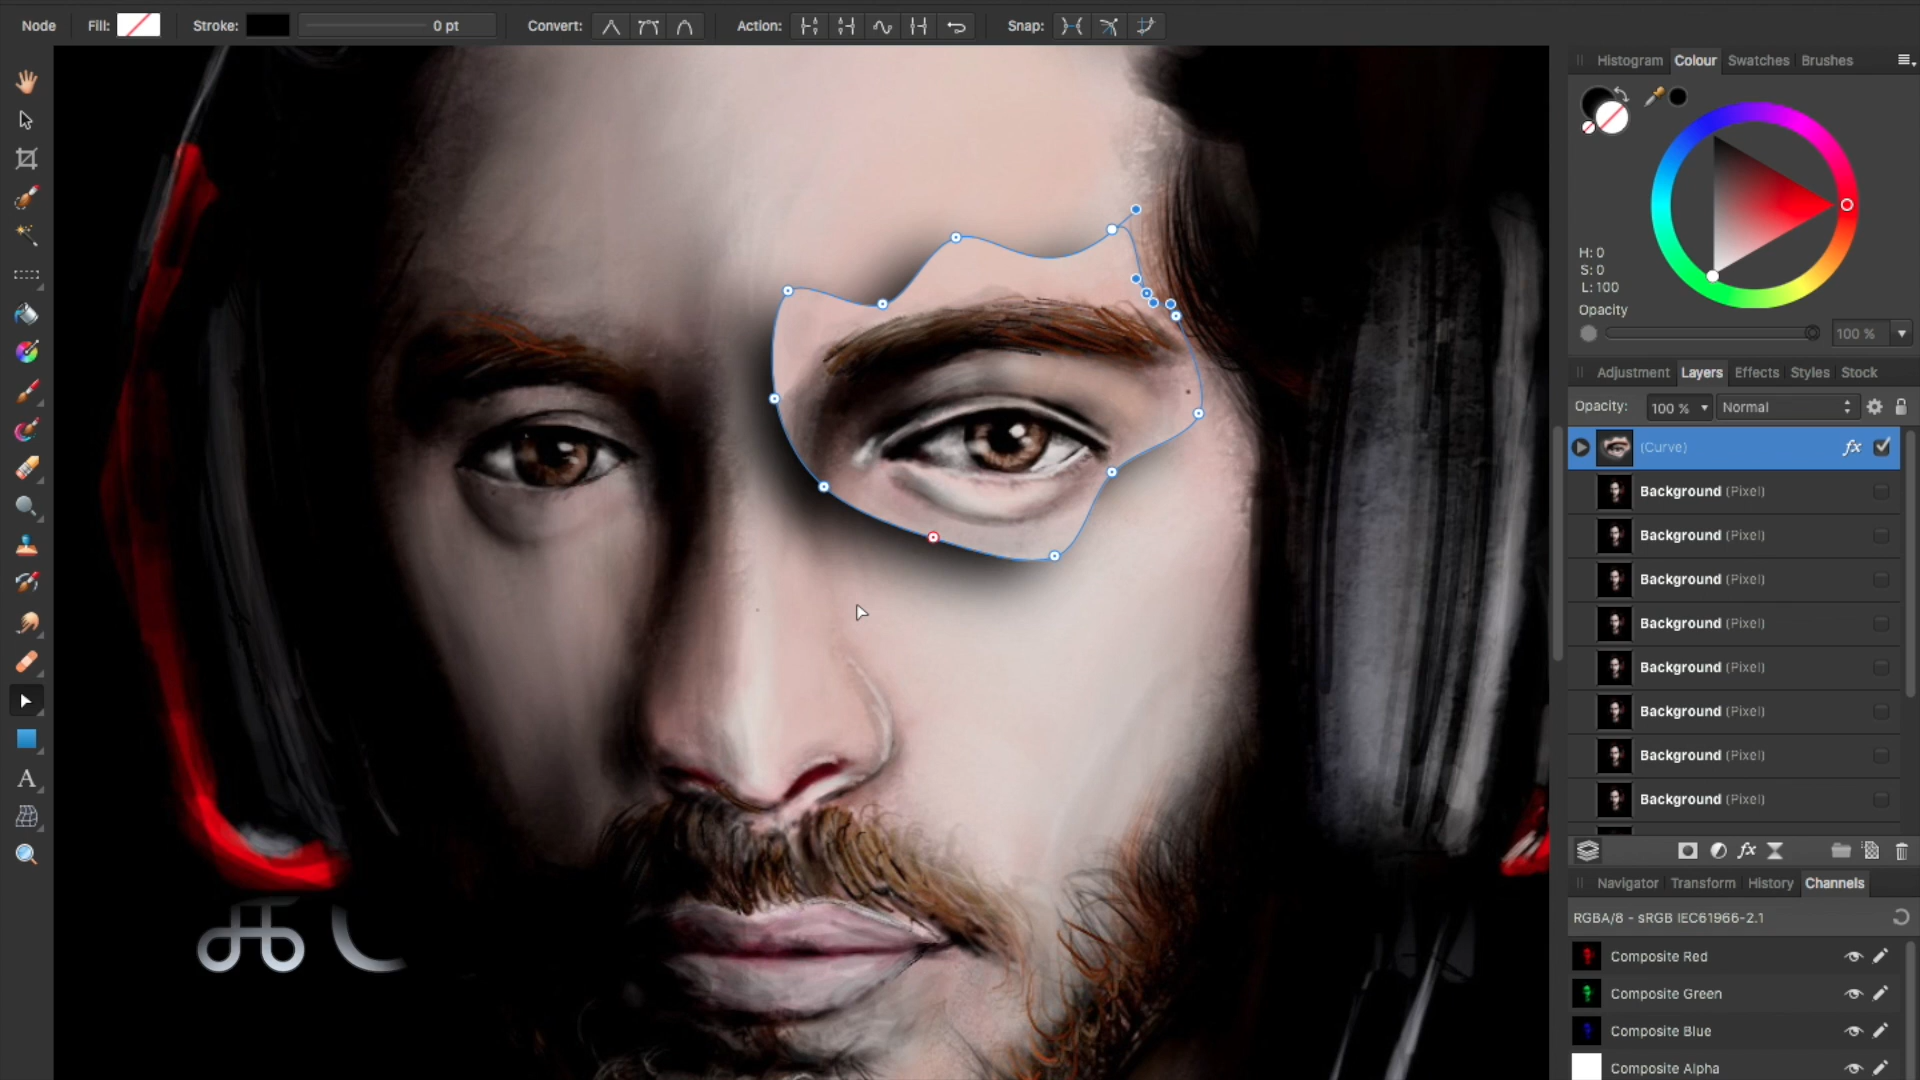 Node Fill: Stroke: 0 pt Convert: Action: Snap:
Histogram Colour Swatches Brushes
H: 0
S: 0
L: 100
Opacity
100 %
Adjustment Layers Effects Styles Stock
Opacity: 100 % Normal
(Curve) fx
Background (Pixel)
Background (Pixel)
Background (Pixel)
Background (Pixel)
Background (Pixel)
Background (Pixel)
Background (Pixel)
Background (Pixel)
fx
Navigator Transform History Channels
RGBA/8 - sRGB IEC61966-2.1
Composite Red
Composite Green
Composite Blue
Composite Alpha
A